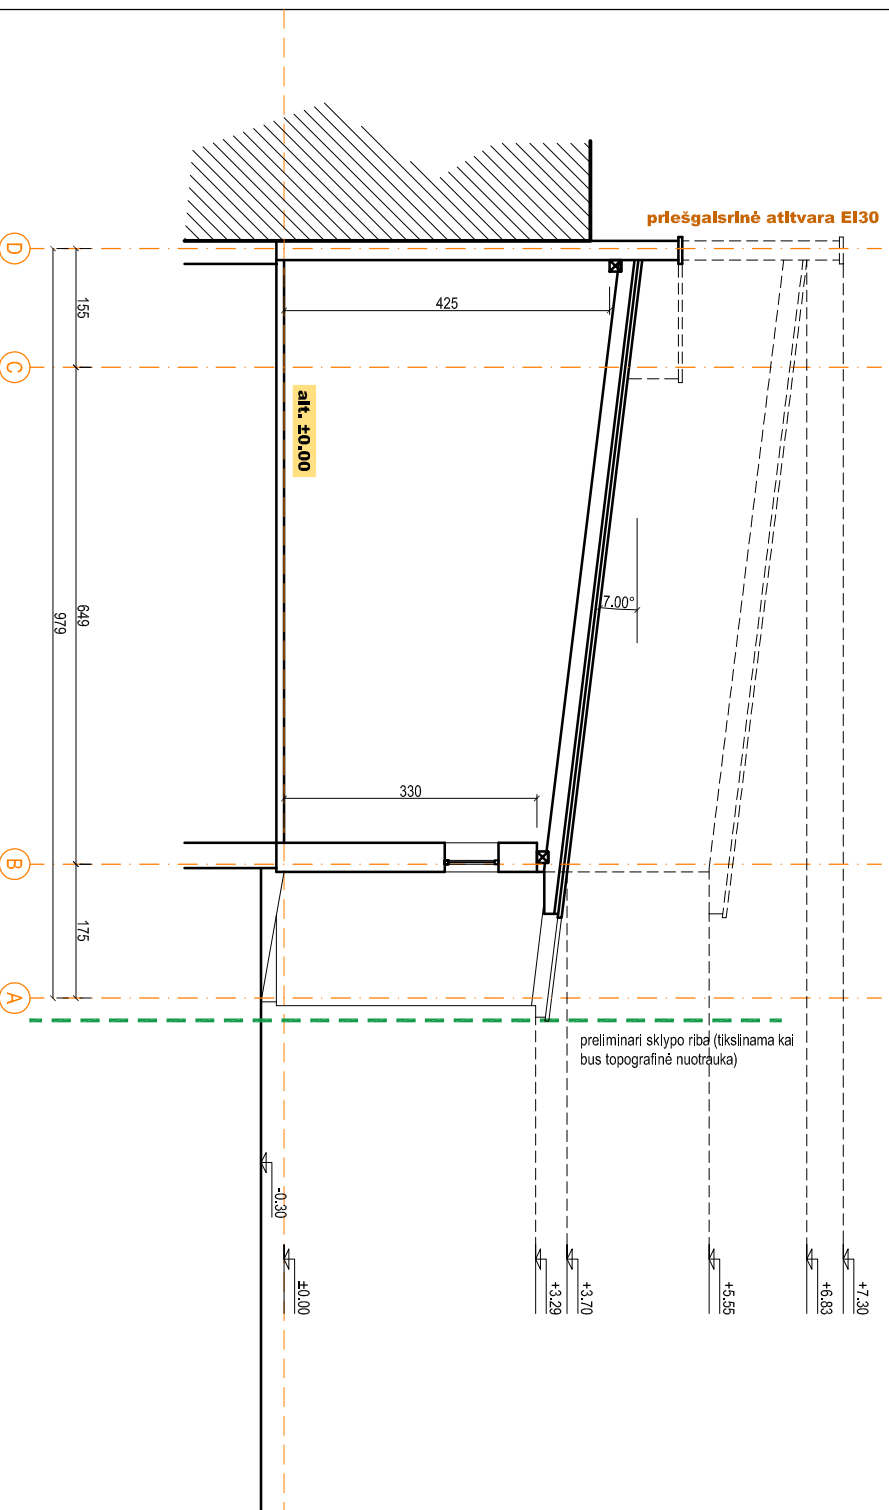 priešgaisrinė atitvara EI30
D
155
425
C
alt. ±0.00
7.00°
649
979
330
B
175
A
preliminari sklypo riba (tikslinama kai
bus topografinė nuotrauka)
-0.30
±0.00
+3.29
+3.70
+5.55
+6.83
+7.30